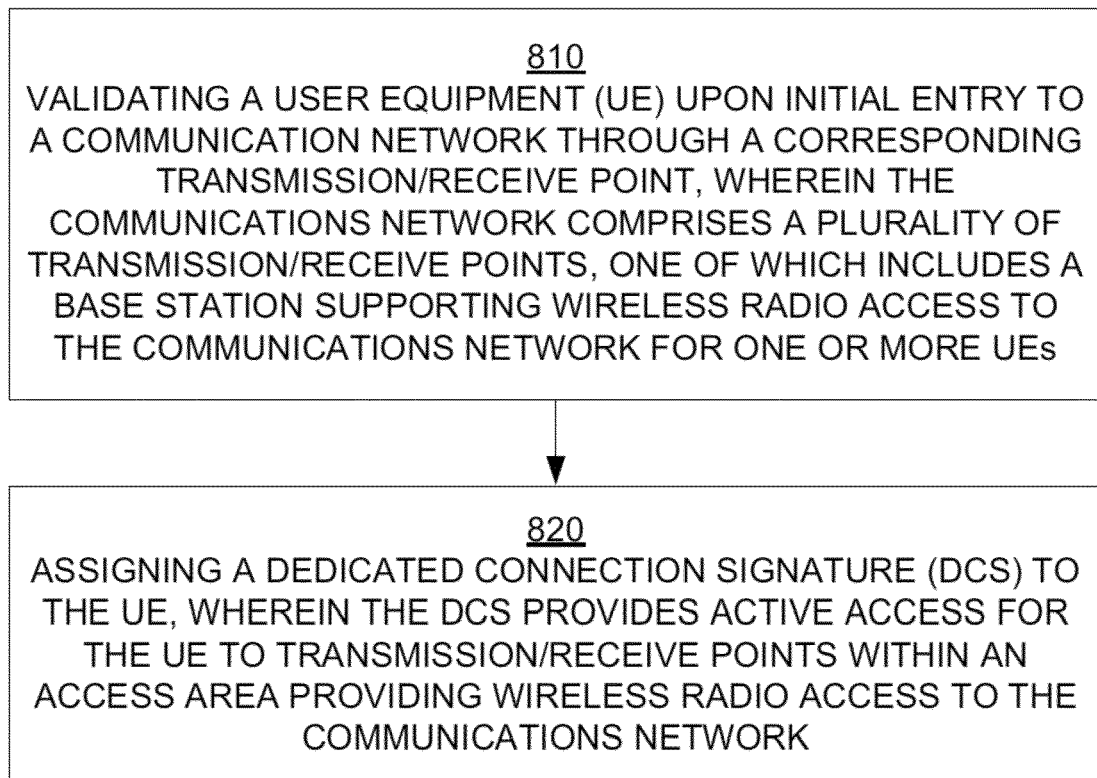 810
VALIDATING A USER EQUIPMENT (UE) UPON INITIAL ENTRY TO
A COMMUNICATION NETWORK THROUGH A CORRESPONDING
TRANSMISSION/RECEIVE POINT, WHEREIN THE
COMMUNICATIONS NETWORK COMPRISES A PLURALITY OF
TRANSMISSION/RECEIVE POINTS, ONE OF WHICH INCLUDES A
BASE STATION SUPPORTING WIRELESS RADIO ACCESS TO
THE COMMUNICATIONS NETWORK FOR ONE OR MORE UEs
820
ASSIGNING A DEDICATED CONNECTION SIGNATURE (DCS) TO
THE UE, WHEREIN THE DCS PROVIDES ACTIVE ACCESS FOR
THE UE TO TRANSMISSION/RECEIVE POINTS WITHIN AN
ACCESS AREA PROVIDING WIRELESS RADIO ACCESS TO THE
COMMUNICATIONS NETWORK